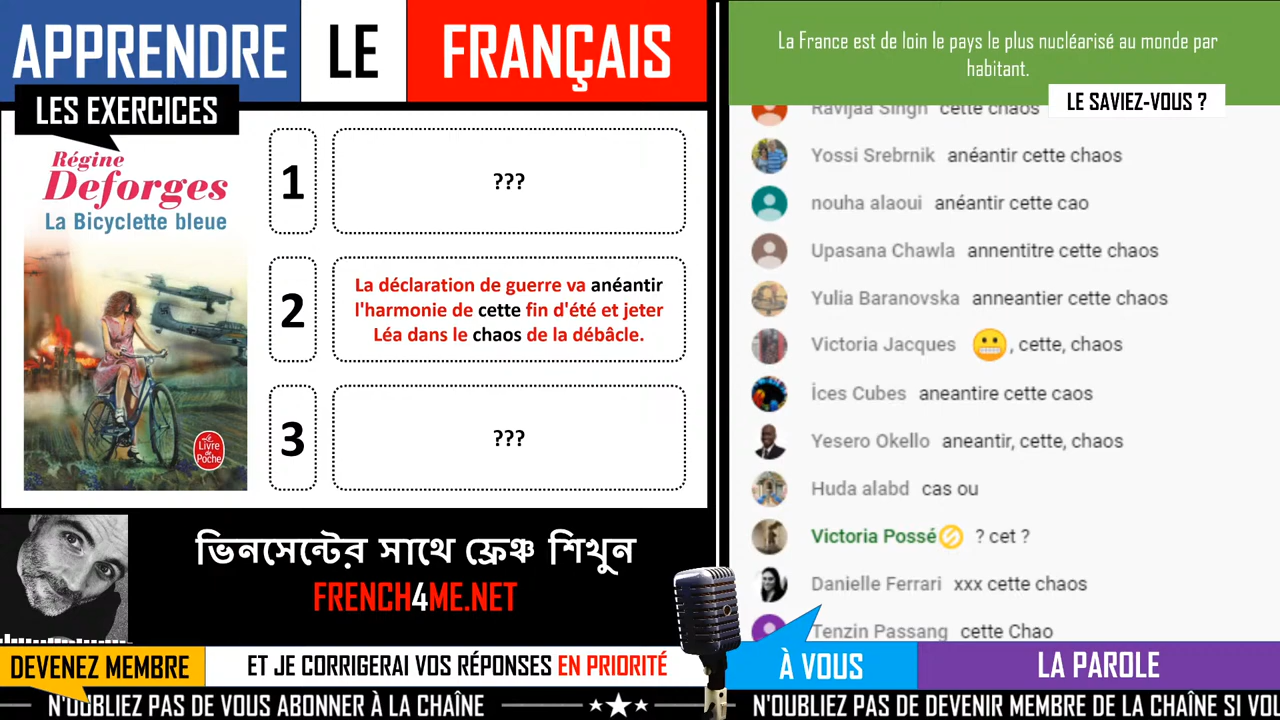 APPRENDRE LE FRANÇAIS
LES EXERCICES
Régine
Deforges
La Bicyclette bleue
Le Livre de Poche
1
???
2
La déclaration de guerre va anéantir
l'harmonie de cette fin d'été et jeter
Léa dans le chaos de la débâcle.
3
???
ভিনসেন্টের সাথে ফ্রেঞ্চ শিখুন
FRENCH4ME.NET
DEVENEZ MEMBRE
ET JE CORRIGERAI VOS RÉPONSES EN PRIORITÉ
N'OUBLIEZ PAS DE VOUS ABONNER À LA CHAÎNE
La France est de loin le pays le plus nucléarisé au monde par
habitant.
LE SAVIEZ-VOUS ?
Ravijaa Singh cette chaos
Yossi Srebrnik anéantir cette chaos
nouha alaoui anéantir cette cao
Upasana Chawla annentitre cette chaos
Yulia Baranovska anneantier cette chaos
Victoria Jacques 😬, cette, chaos
İces Cubes aneantire cette caos
Yesero Okello aneantir, cette, chaos
Huda alabd cas ou
Victoria Possé ? cet ?
Danielle Ferrari xxx cette chaos
Tenzin Passang cette Chao
À VOUS
LA PAROLE
N'OUBLIEZ PAS DE DEVENIR MEMBRE DE LA CHAÎNE SI VOU